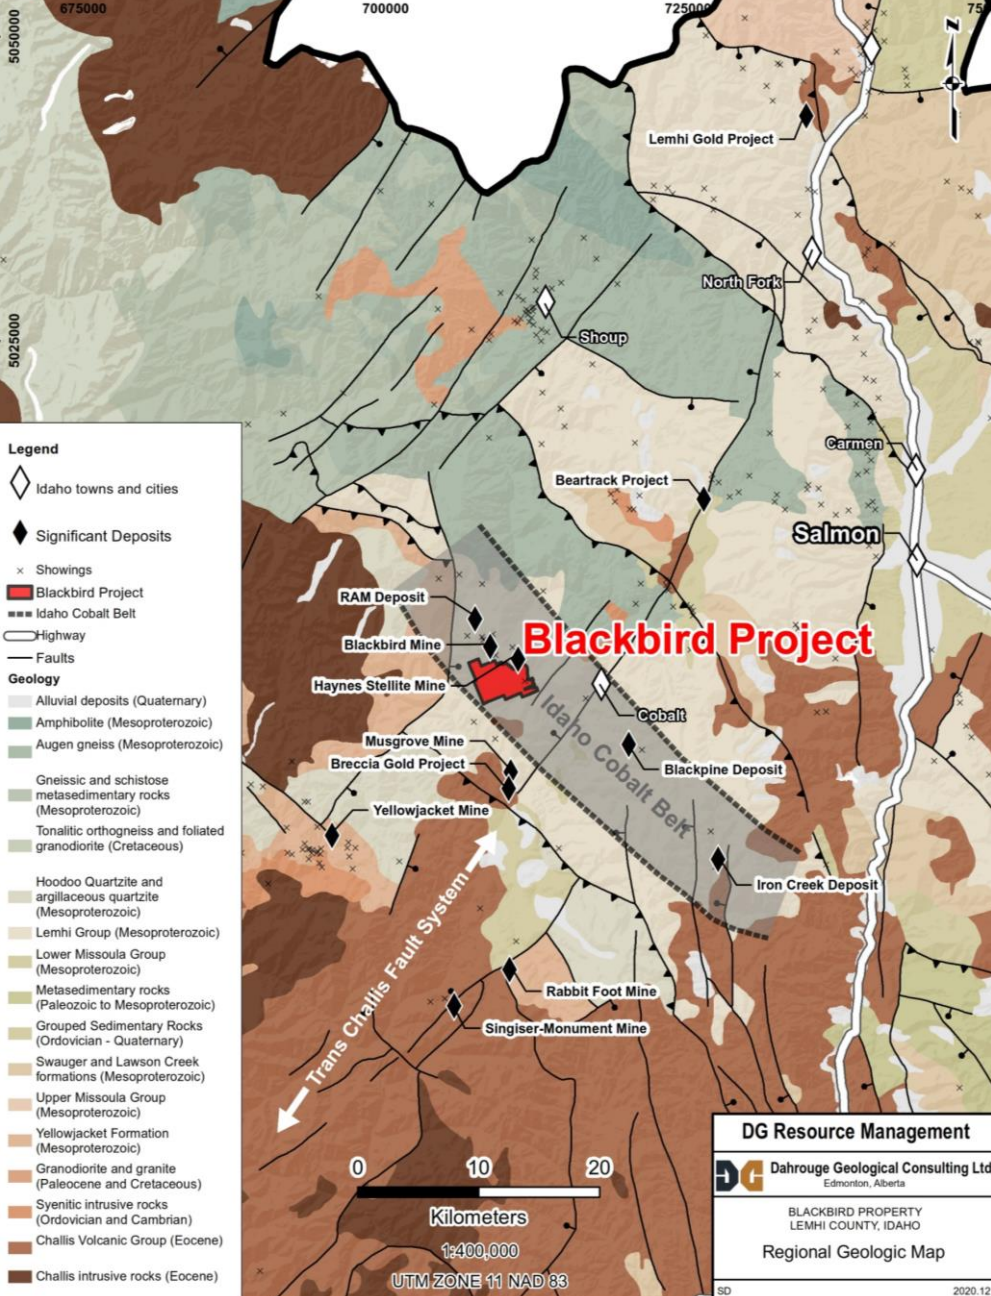 675000
700000
725000
5050000
Lemhi Gold Project
North Fork
Shoup
5025000
Carmen
Beartrack Project
Salmon
RAM Deposit
Blackbird Project
Blackbird Mine
Haynes Stellite Mine
Cobalt
Idaho Cobalt Belt
Musgrove Mine
Breccia Gold Project
Blackpine Deposit
Yellowjacket Mine
Iron Creek Deposit
Trans Challis Fault System
Rabbit Foot Mine
Singiser-Monument Mine
Legend
Idaho towns and cities
Significant Deposits
Showings
Blackbird Project
Idaho Cobalt Belt
Highway
Faults
Geology
Alluvial deposits (Quaternary)
Amphibolite (Mesoproterozoic)
Augen gneiss (Mesoproterozoic)
Gneissic and schistose
metasedimentary rocks
(Mesoproterozoic)
Tonalitic orthogneiss and foliated
granodiorite (Cretaceous)
Hoodoo Quartzite and
argillaceous quartzite
(Mesoproterozoic)
Lemhi Group (Mesoproterozoic)
Lower Missoula Group
(Mesoproterozoic)
Metasedimentary rocks
(Paleozoic to Mesoproterozoic)
Grouped Sedimentary Rocks
(Ordovician - Quaternary)
Swauger and Lawson Creek
formations (Mesoproterozoic)
Upper Missoula Group
(Mesoproterozoic)
Yellowjacket Formation
(Mesoproterozoic)
Granodiorite and granite
(Paleocene and Cretaceous)
Syenitic intrusive rocks
(Ordovician and Cambrian)
Challis Volcanic Group (Eocene)
Challis intrusive rocks (Eocene)
0 10 20
Kilometers
1:400,000
UTM ZONE 11 NAD 83
DG Resource Management
DG
Dahrouge Geological Consulting Ltd
Edmonton, Alberta
BLACKBIRD PROPERTY
LEMHI COUNTY, IDAHO
Regional Geologic Map
SD 2020.12